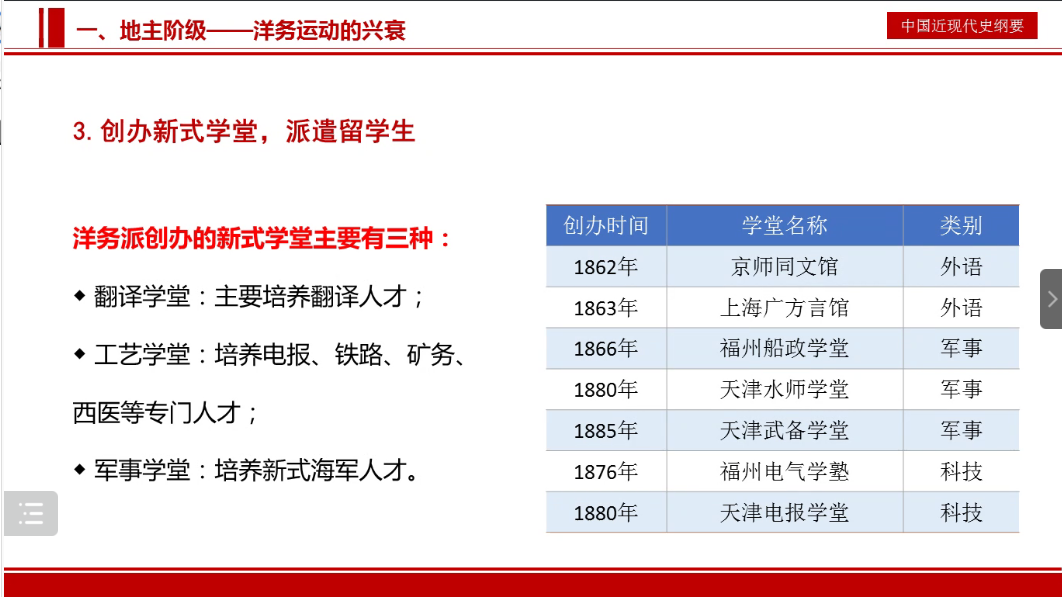 一、地主阶级——洋务运动的兴衰
中国近现代史纲要
3. 创办新式学堂，派遣留学生
洋务派创办的新式学堂主要有三种：
◆ 翻译学堂：主要培养翻译人才；
◆ 工艺学堂：培养电报、铁路、矿务、
西医等专门人才；
◆ 军事学堂：培养新式海军人才。
创办时间 学堂名称 类别
1862年 京师同文馆 外语
1863年 上海广方言馆 外语
1866年 福州船政学堂 军事
1880年 天津水师学堂 军事
1885年 天津武备学堂 军事
1876年 福州电气学塾 科技
1880年 天津电报学堂 科技